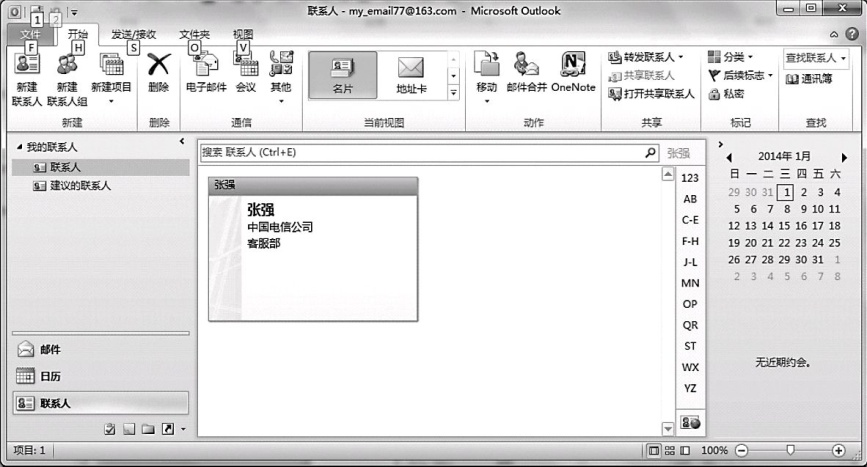 联系人 - my_email77@163.com - Microsoft Outlook
1 2
文件 开始 发送/接收 文件夹 视图
F H S O V
新建联系人 新建联系人组 新建项目 删除 电子邮件 会议 其他 名片 地址卡 移动 邮件合并 OneNote
转发联系人
共享联系人
打开共享联系人
分类
后续标志
私密
查找联系人
通讯簿
新建 删除 通信 当前视图 动作 共享 标记 查找
我的联系人
联系人
建议的联系人
邮件
日历
联系人
搜索 联系人 (Ctrl+E)
张强
张强
张强
中国电信公司
客服部
123
AB
C-E
F-H
J-L
MN
OP
QR
ST
WX
YZ
2014年 1月
日 一 二 三 四 五 六
29 30 31 1 2 3 4
5 6 7 8 9 10 11
12 13 14 15 16 17 18
19 20 21 22 23 24 25
26 27 28 29 30 31 1
2 3 4 5 6 7 8
无近期约会。
项目: 1
100%